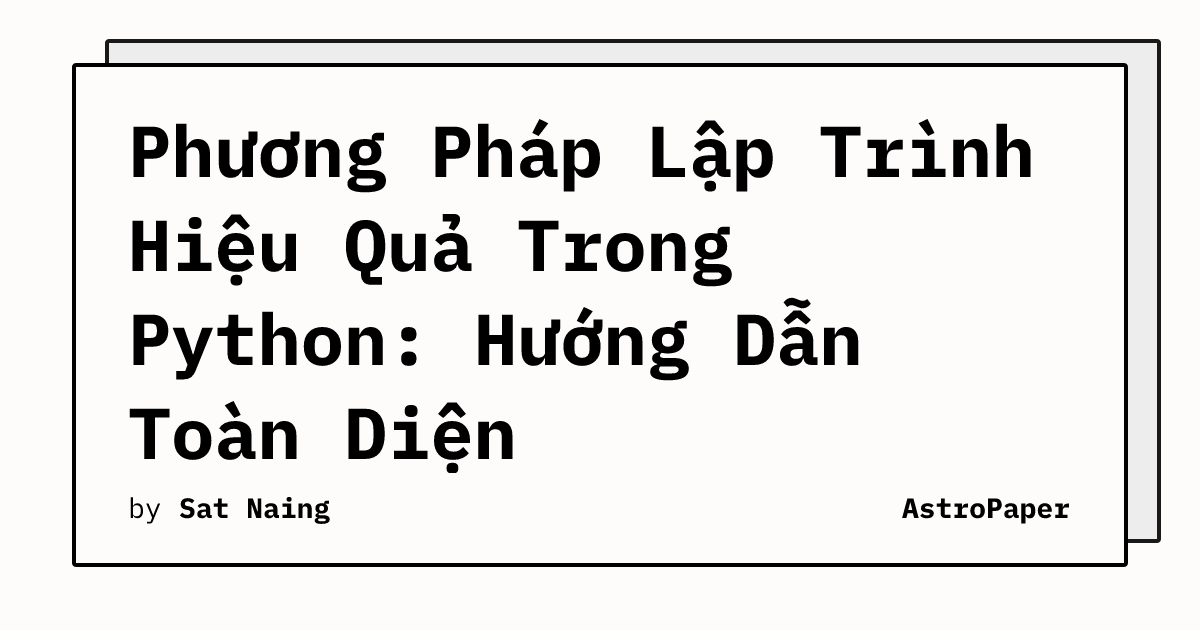 Phương Pháp Lập Trình
Hiệu Quả Trong
Python: Hướng Dẫn
Toàn Diện
by Sat Naing
AstroPaper